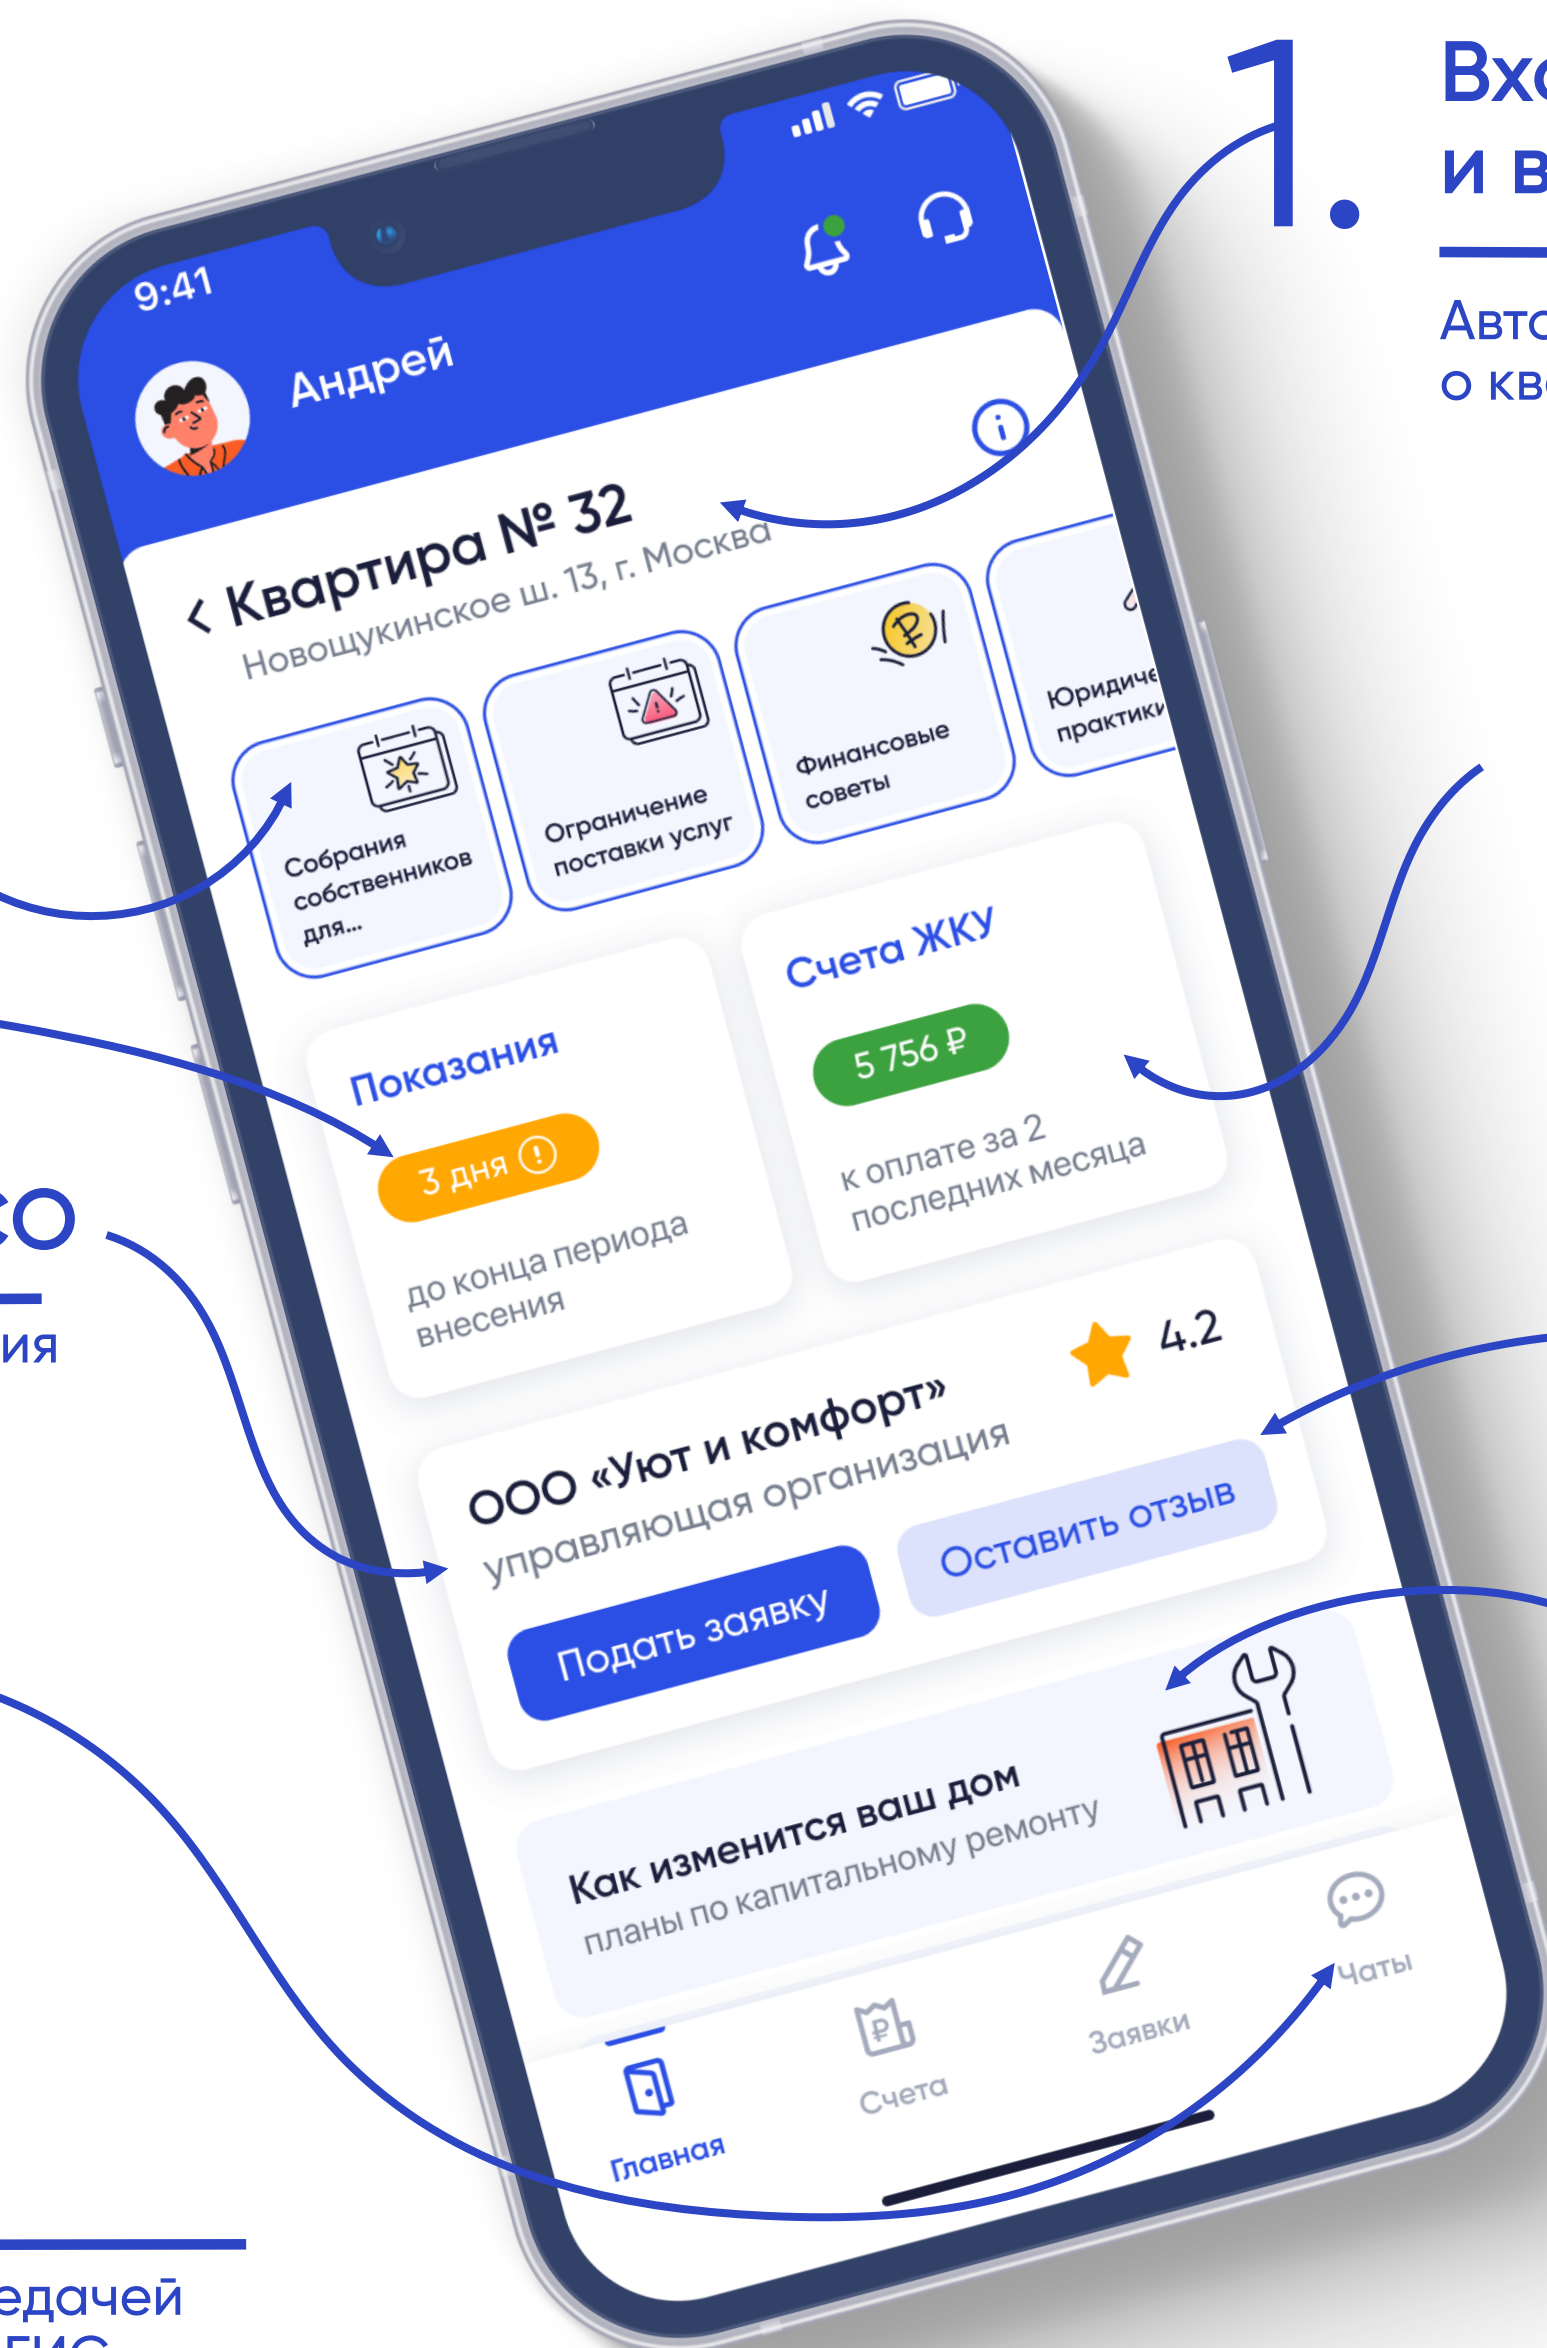 1.
9:41
Андрей
Квартира № 32
Новощукинское ш. 13, г. Москва
Собрания
собственников
для...
Ограничение
поставки услуг
Финансовые
советы
практики
Показания
3 дня
до конца периода
внесения
Счета ЖКУ
5 756 ₽
к оплате за 2
последних месяца
ООО «Уют и комфорт»
4.2
управляющая организация
Подать заявку
Оставить отзыв
Как изменится ваш дом
планы по капитальному ремонту
Главная
Счета
Заявки
Чаты